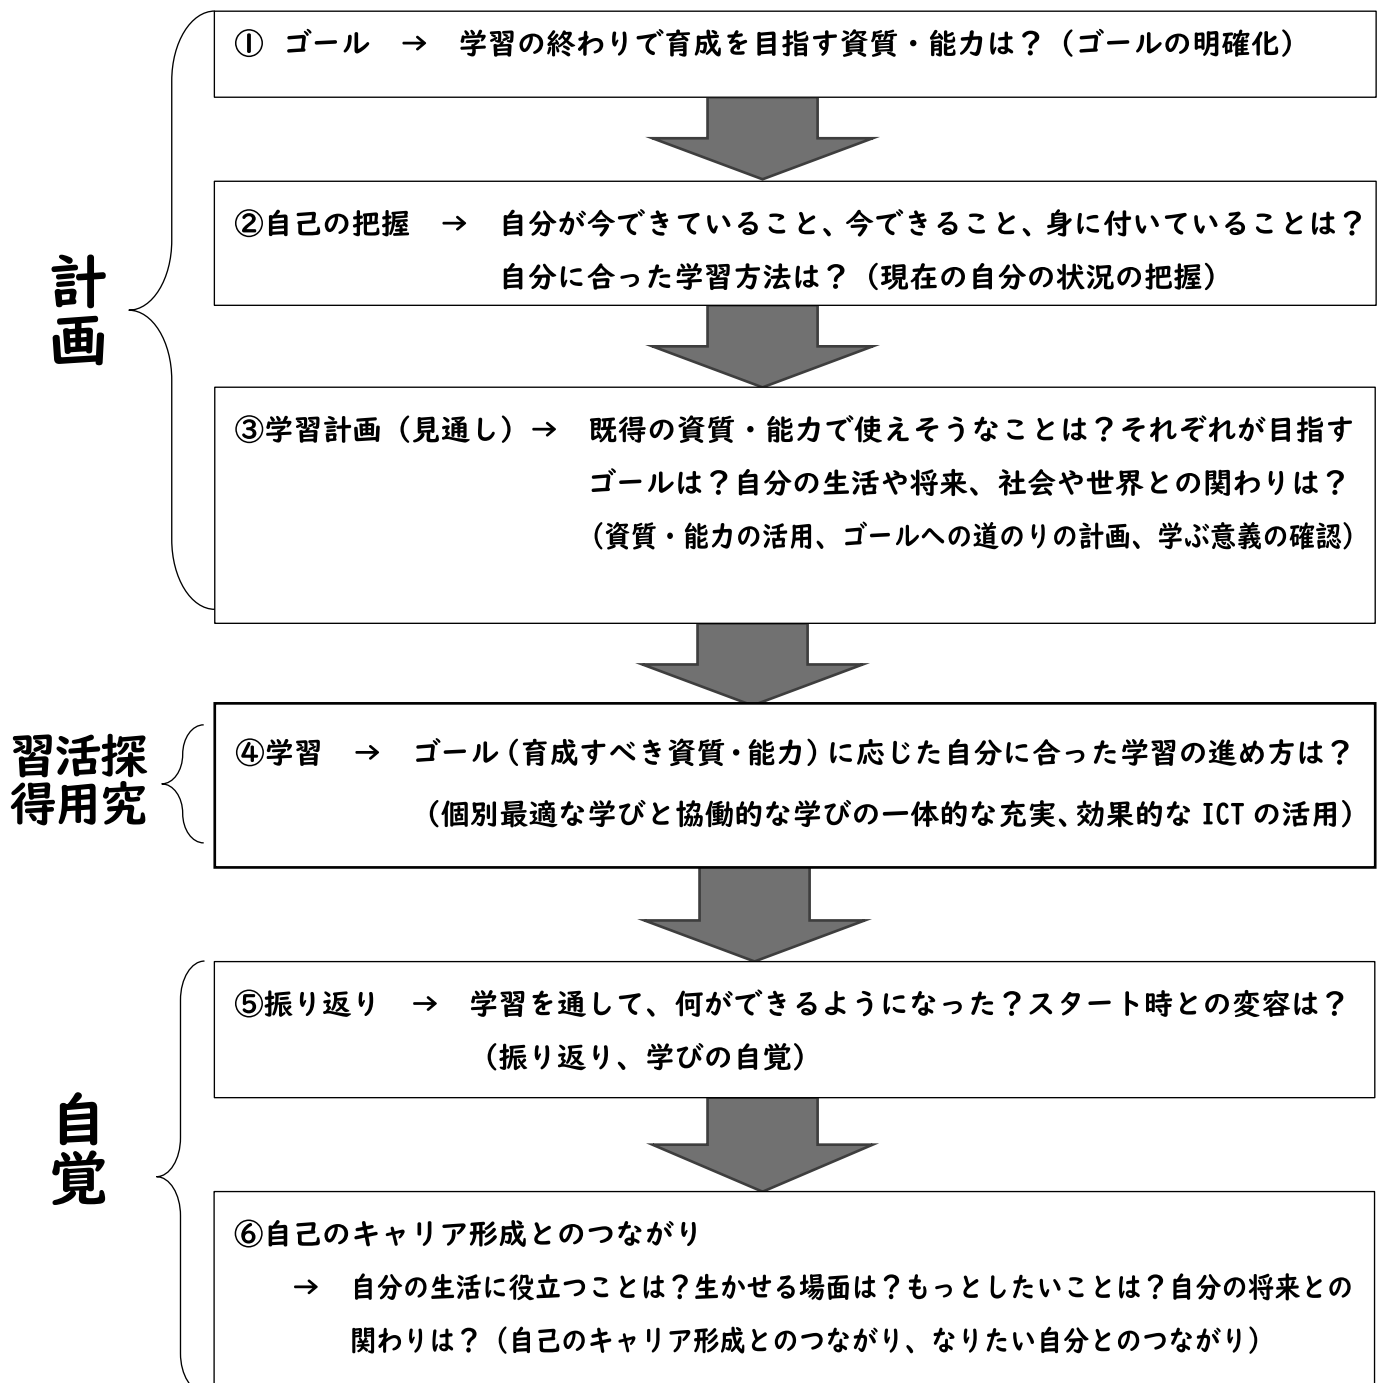 ① ゴール → 学習の終わりで育成を目指す資質・能力は？（ゴールの明確化）
計画
②自己の把握 → 自分が今できていること、今できること、身に付いていることは？
自分に合った学習方法は？（現在の自分の状況の把握）
③学習計画（見通し）→ 既得の資質・能力で使えそうなことは？それぞれが目指す
ゴールは？自分の生活や将来、社会や世界との関わりは？
（資質・能力の活用、ゴールへの道のりの計画、学ぶ意義の確認）
習活探
得用究
④学習 → ゴール（育成すべき資質・能力）に応じた自分に合った学習の進め方は？
（個別最適な学びと協働的な学びの一体的な充実、効果的な ICT の活用）
自覚
⑤振り返り → 学習を通して、何ができるようになった？スタート時との変容は？
（振り返り、学びの自覚）
⑥自己のキャリア形成とのつながり
→ 自分の生活に役立つことは？生かせる場面は？もっとしたいことは？自分の将来との
関わりは？（自己のキャリア形成とのつながり、なりたい自分とのつながり）